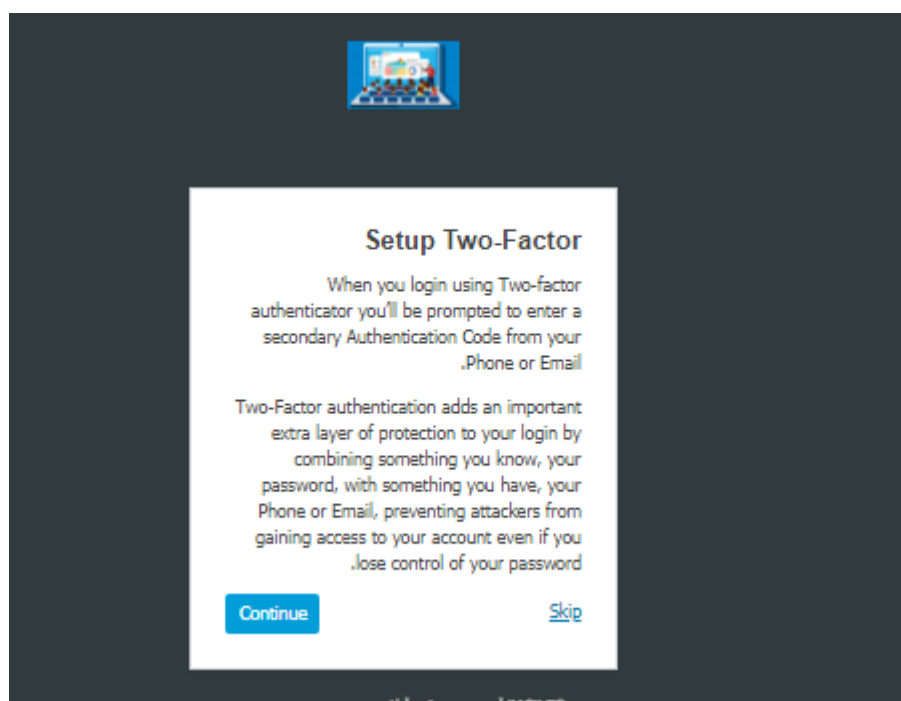 Setup Two-Factor
When you login using Two-factor
authenticator you'll be prompted to enter a
secondary Authentication Code from your
.Phone or Email
Two-Factor authentication adds an important
extra layer of protection to your login by
combining something you know, your
password, with something you have, your
Phone or Email, preventing attackers from
gaining access to your account even if you
.lose control of your password
Continue
Skip